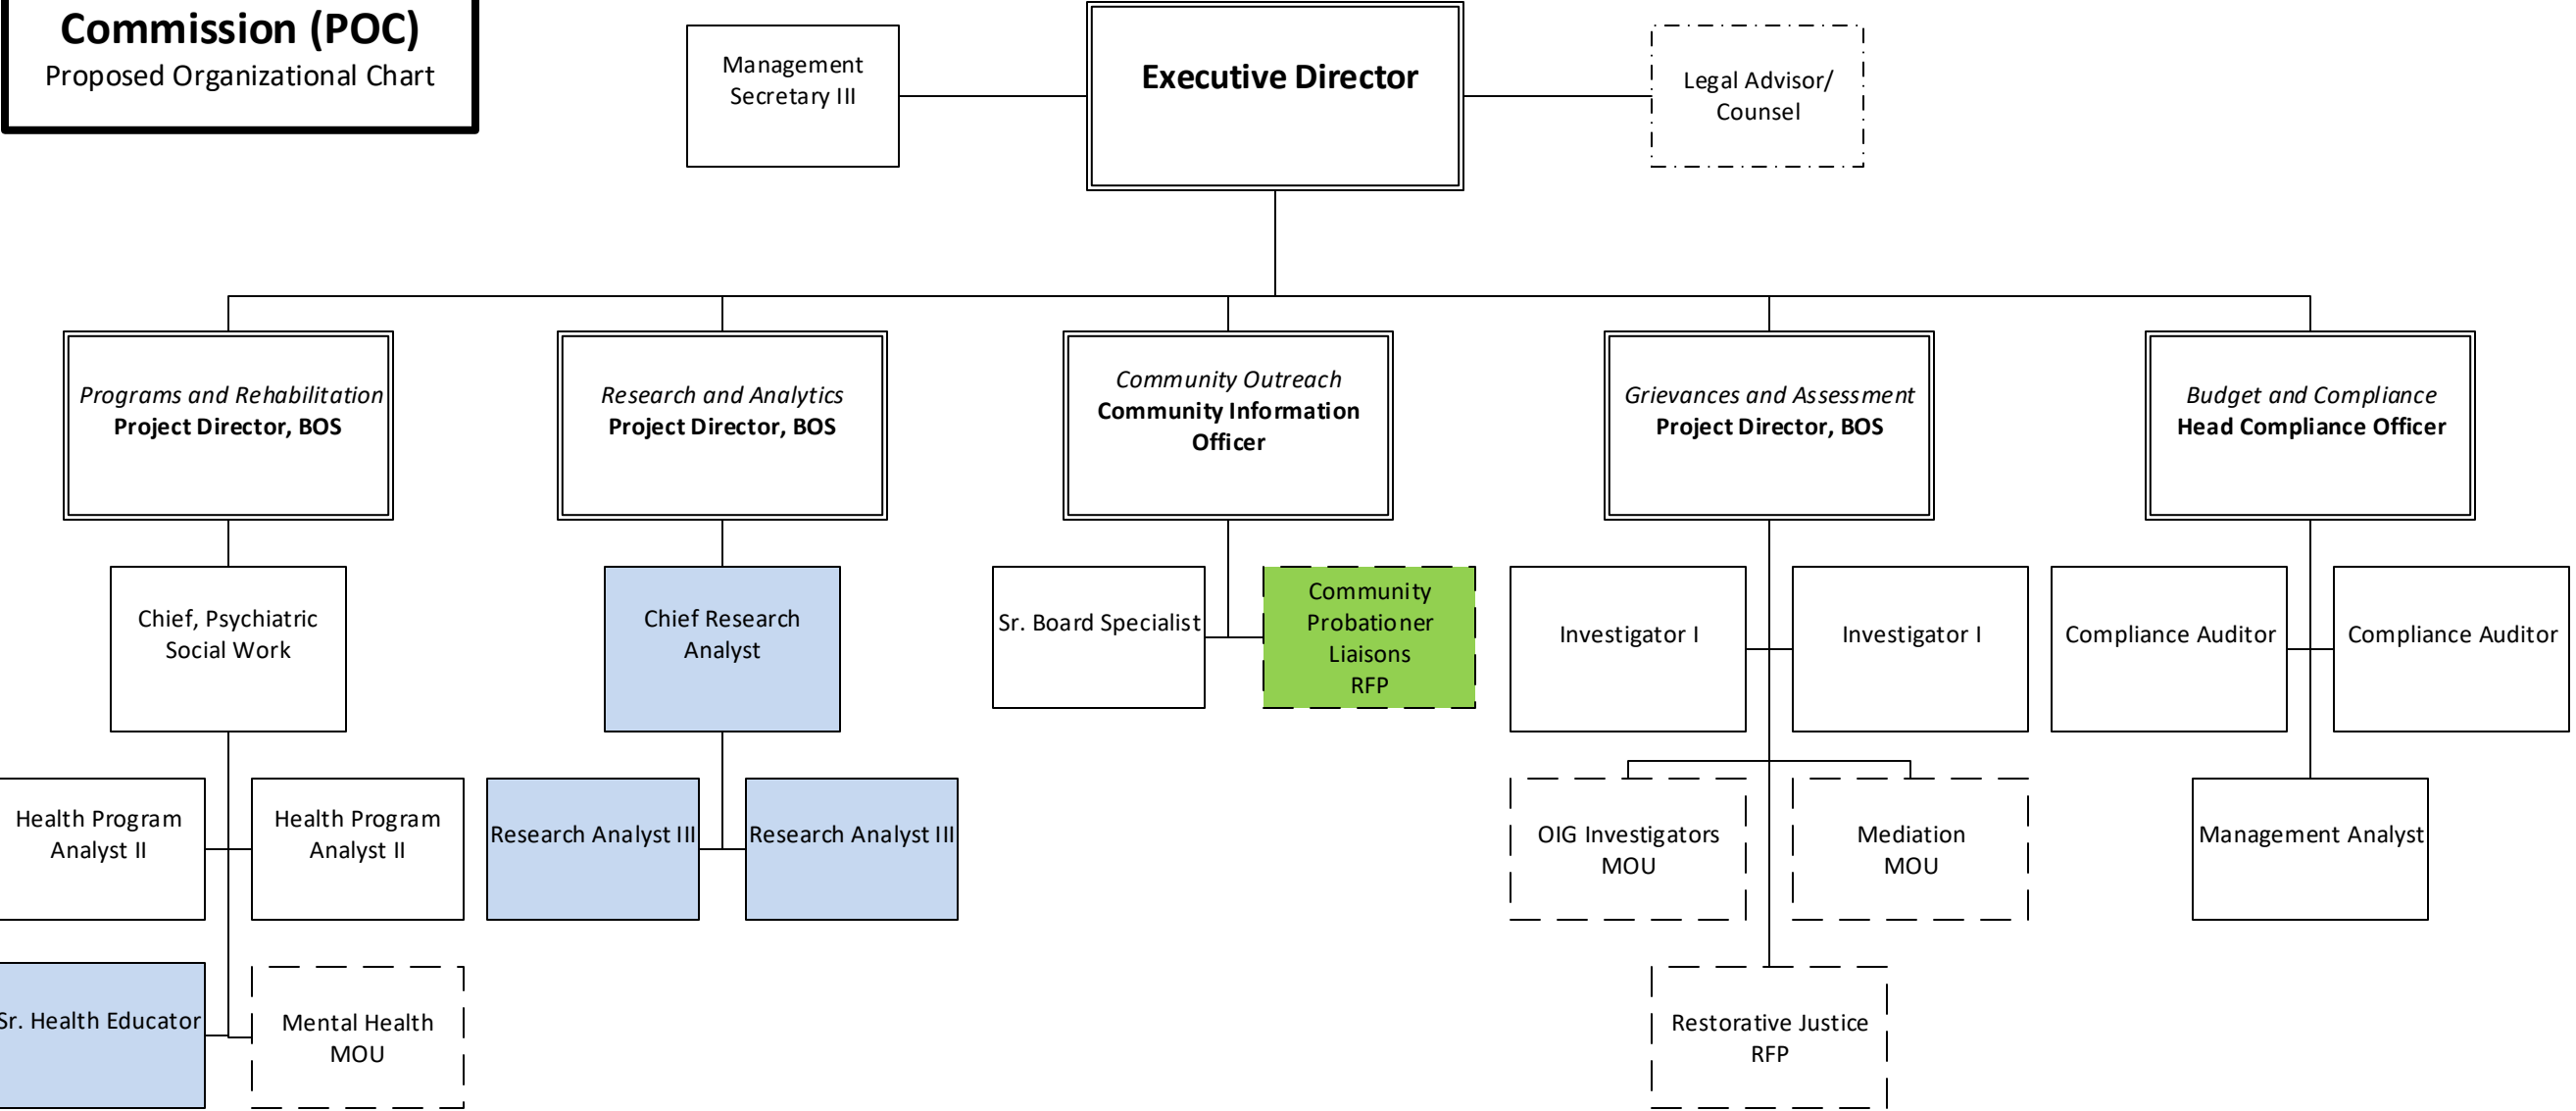 Commission (POC)
Proposed Organizational Chart
Management
Secretary III
Executive Director
Legal Advisor/
Counsel
Programs and Rehabilitation
Project Director, BOS
Research and Analytics
Project Director, BOS
Community Outreach
Community Information
Officer
Grievances and Assessment
Project Director, BOS
Budget and Compliance
Head Compliance Officer
Chief, Psychiatric
Social Work
Chief Research
Analyst
Sr. Board Specialist
Community
Probationer
Liaisons
RFP
Investigator I
Investigator I
Compliance Auditor
Compliance Auditor
Health Program
Analyst II
Health Program
Analyst II
Research Analyst III
Research Analyst III
OIG Investigators
MOU
Mediation
MOU
Management Analyst
Sr. Health Educator
Mental Health
MOU
Restorative Justice
RFP